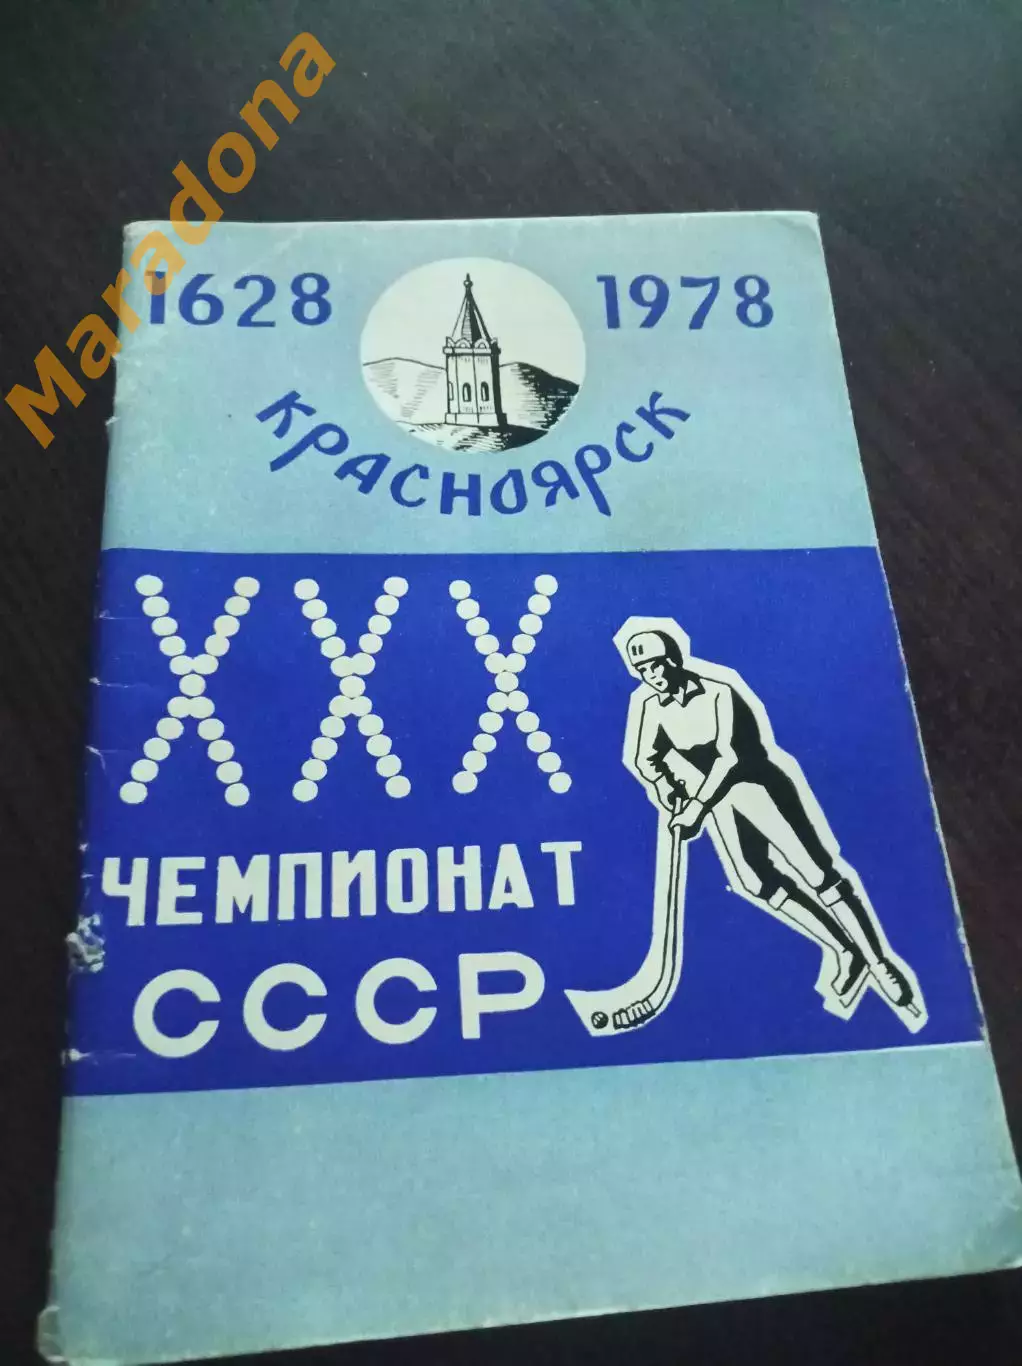 Maradona
1628 1978
КРАСНОЯРСК
XXX
ЧЕМПИОНАТ
СССР